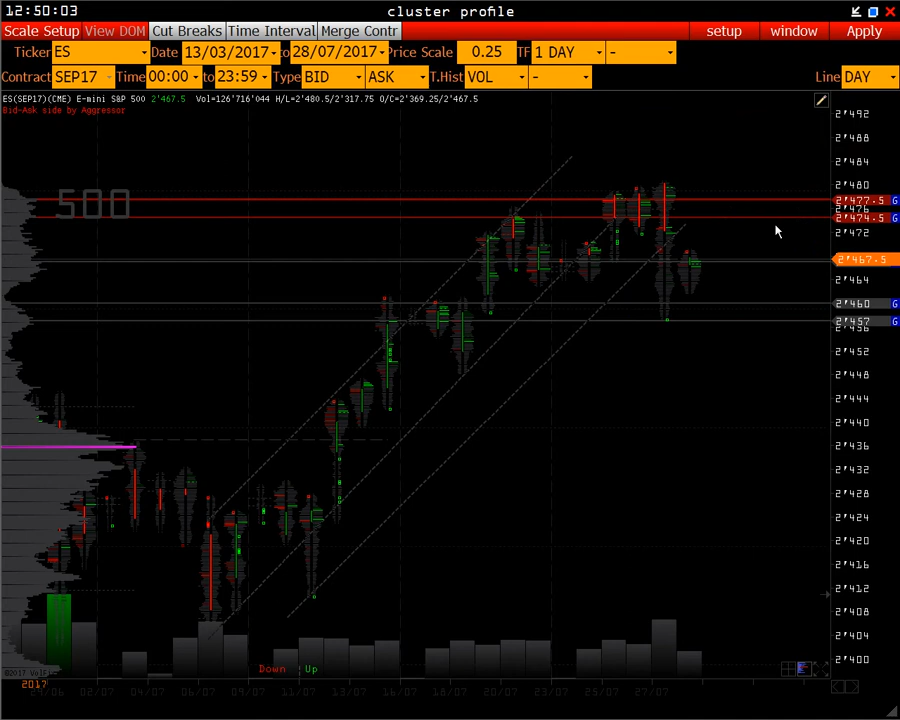 12:50:03 cluster profile
Scale Setup View DOM Cut Breaks Time Interval Merge Contr setup window Apply
Ticker ES Date 13/03/2017 to 28/07/2017 Price Scale 0.25 TF 1 DAY -
Contract SEP17 Time 00:00 to 23:59 Type BID ASK T.Hist VOL - Line DAY
ES(SEP17)(CME) E-mini S&P 500 2'467.5 Vol=126'716'044 H/L=2'480.5/2'317.75 O/C=2'369.25/2'467.5
Bid-Ask side by Aggressor
500
2'492
2'488
2'484
2'480
2'477.5 G
2'476
2'474.5 G
2'472
2'467.5
2'464
2'460 G
2'457 G
2'456
2'452
2'448
2'444
2'440
2'436
2'432
2'428
2'424
2'420
2'416
2'412
2'408
2'404
2'400
Down Up
2017
24/06 02/07 04/07 06/07 09/07 11/07 13/07 16/07 18/07 20/07 23/07 25/07 27/07